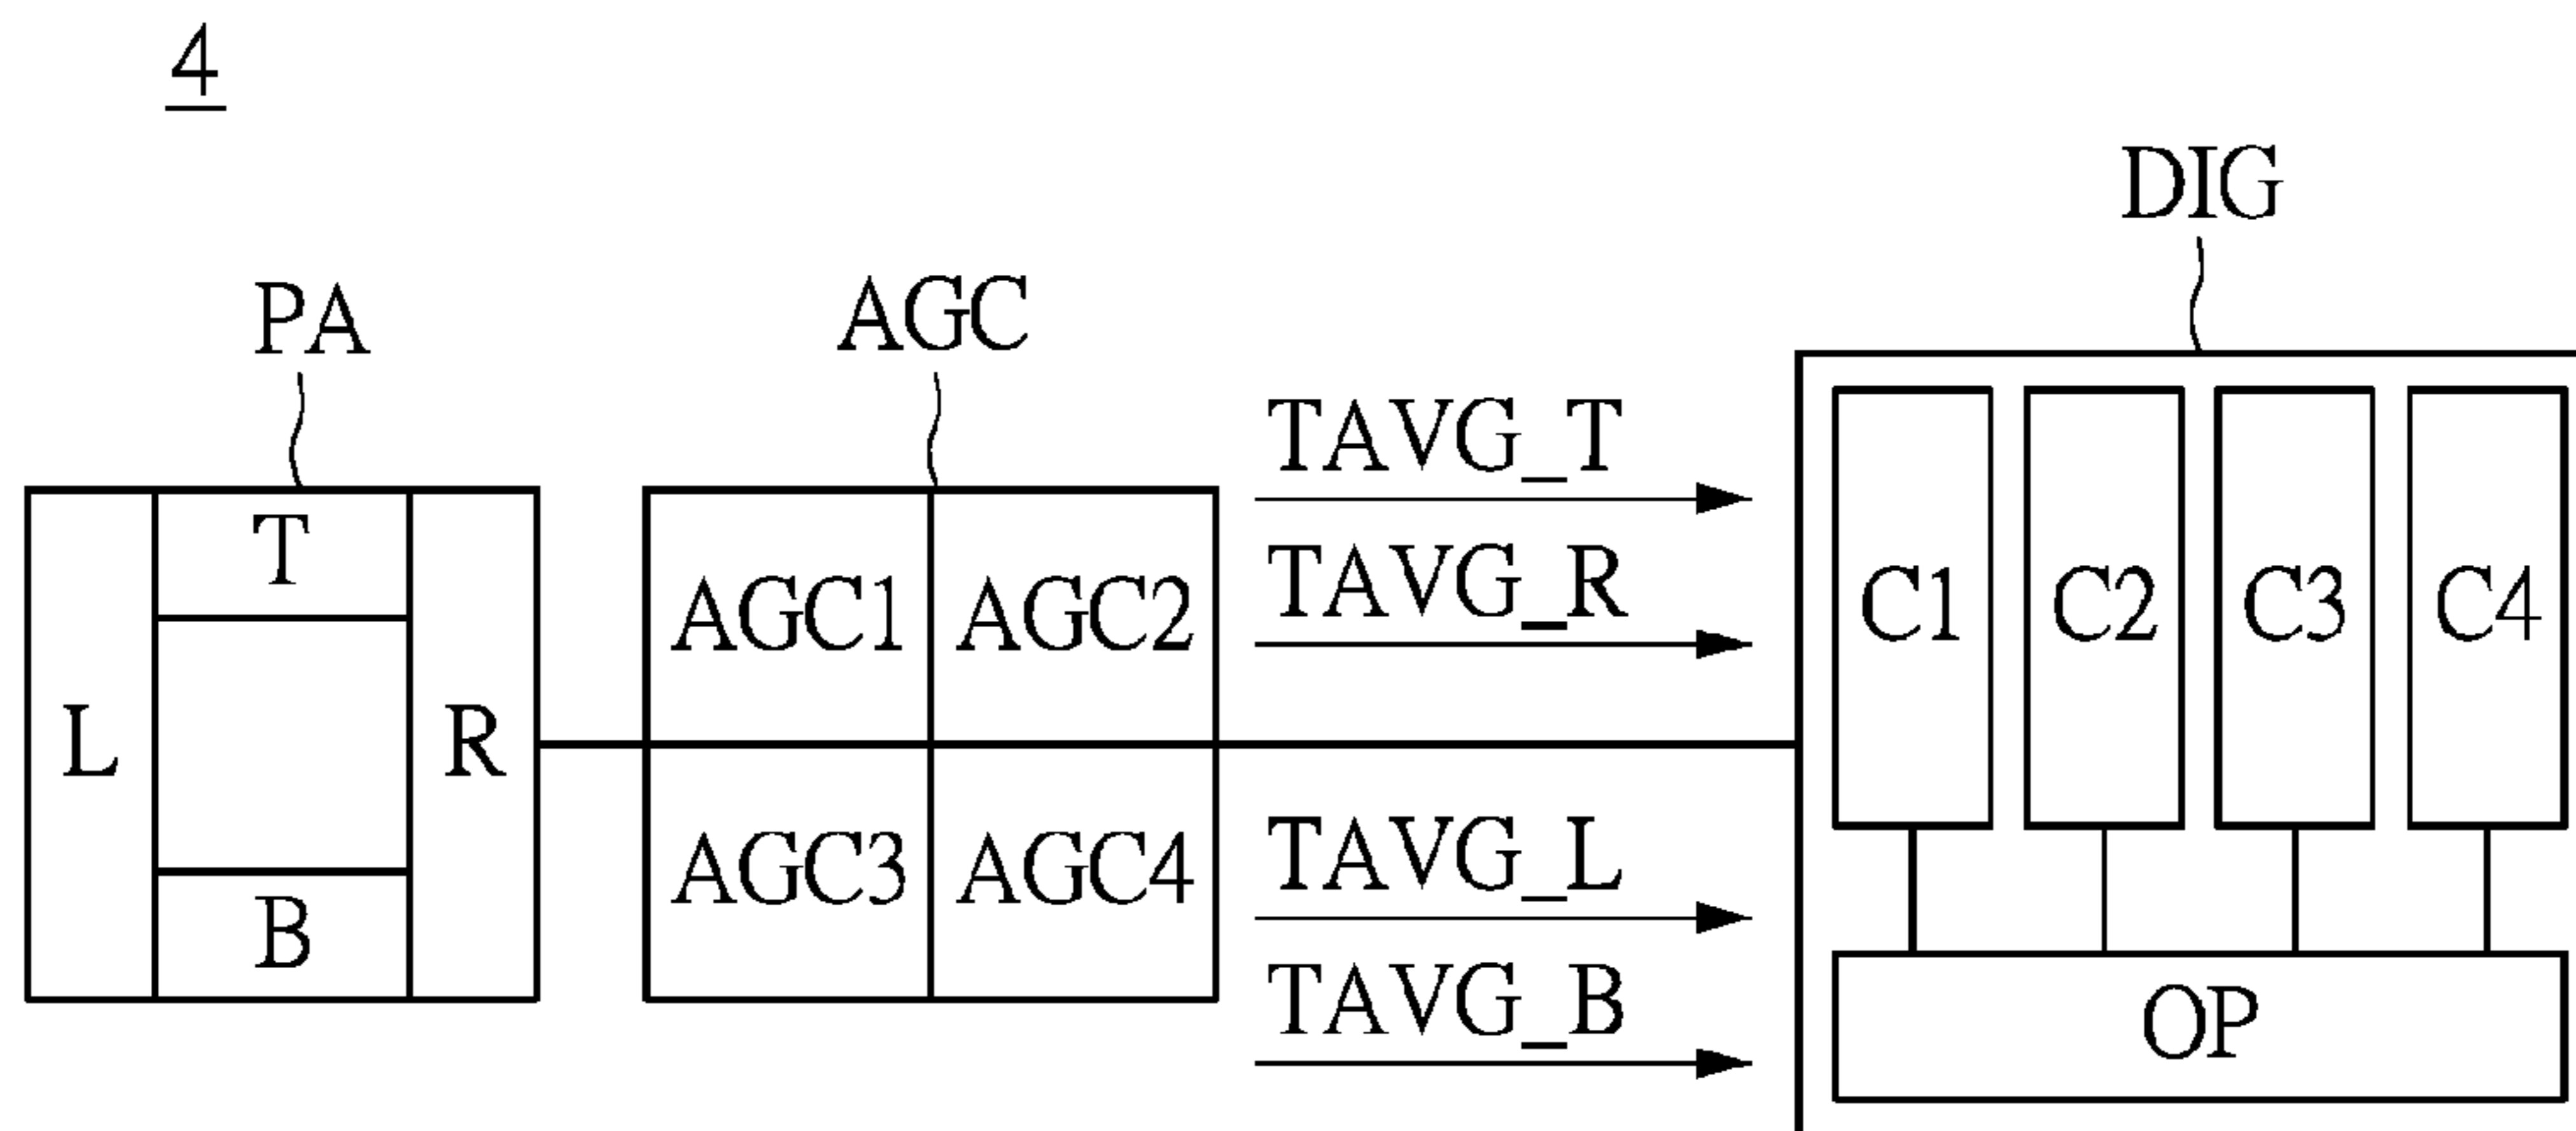 4
DIG
PA
AGC
TAVG_T
T
TAVG_R
AGC1
AGC2
C1
C2
C3
C4
L
R
TAVG_L
AGC3
AGC4
B
TAVG_B
OP